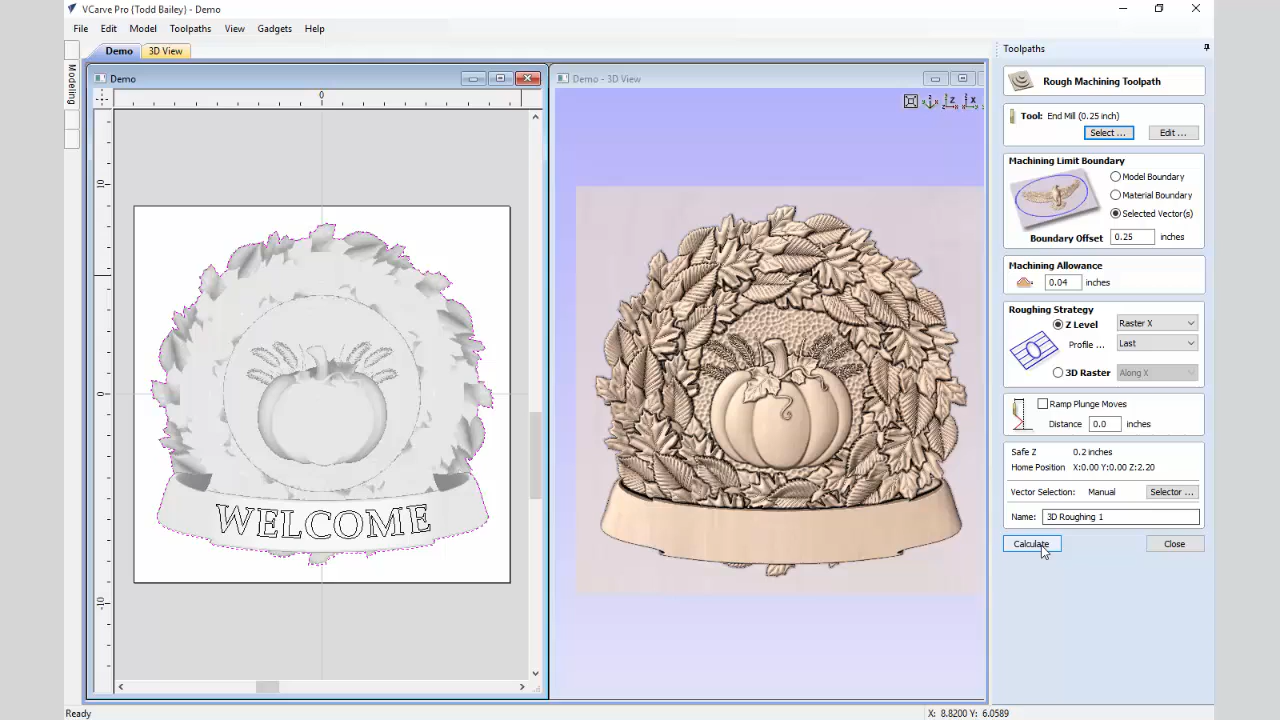 VCarve Pro (Todd Bailey) - Demo
File Edit Model Toolpaths View Gadgets Help
Demo 3D View
Modeling
Demo
0
10
0
-10
WELCOME
Demo - 3D View
Z X
Toolpaths
Rough Machining Toolpath
Tool: End Mill (0.25 inch)
Select ... Edit ...
Machining Limit Boundary
Model Boundary
Material Boundary
Selected Vector(s)
Boundary Offset 0.25 inches
Machining Allowance
0.04 inches
Roughing Strategy
Z Level Raster X
Profile ... Last
3D Raster Along X
Ramp Plunge Moves
Distance 0.0 inches
Safe Z 0.2 inches
Home Position X:0.00 Y:0.00 Z:2.20
Vector Selection: Manual Selector ...
Name: 3D Roughing 1
Calculate Close
Ready X: 8.8200 Y: 6.0589